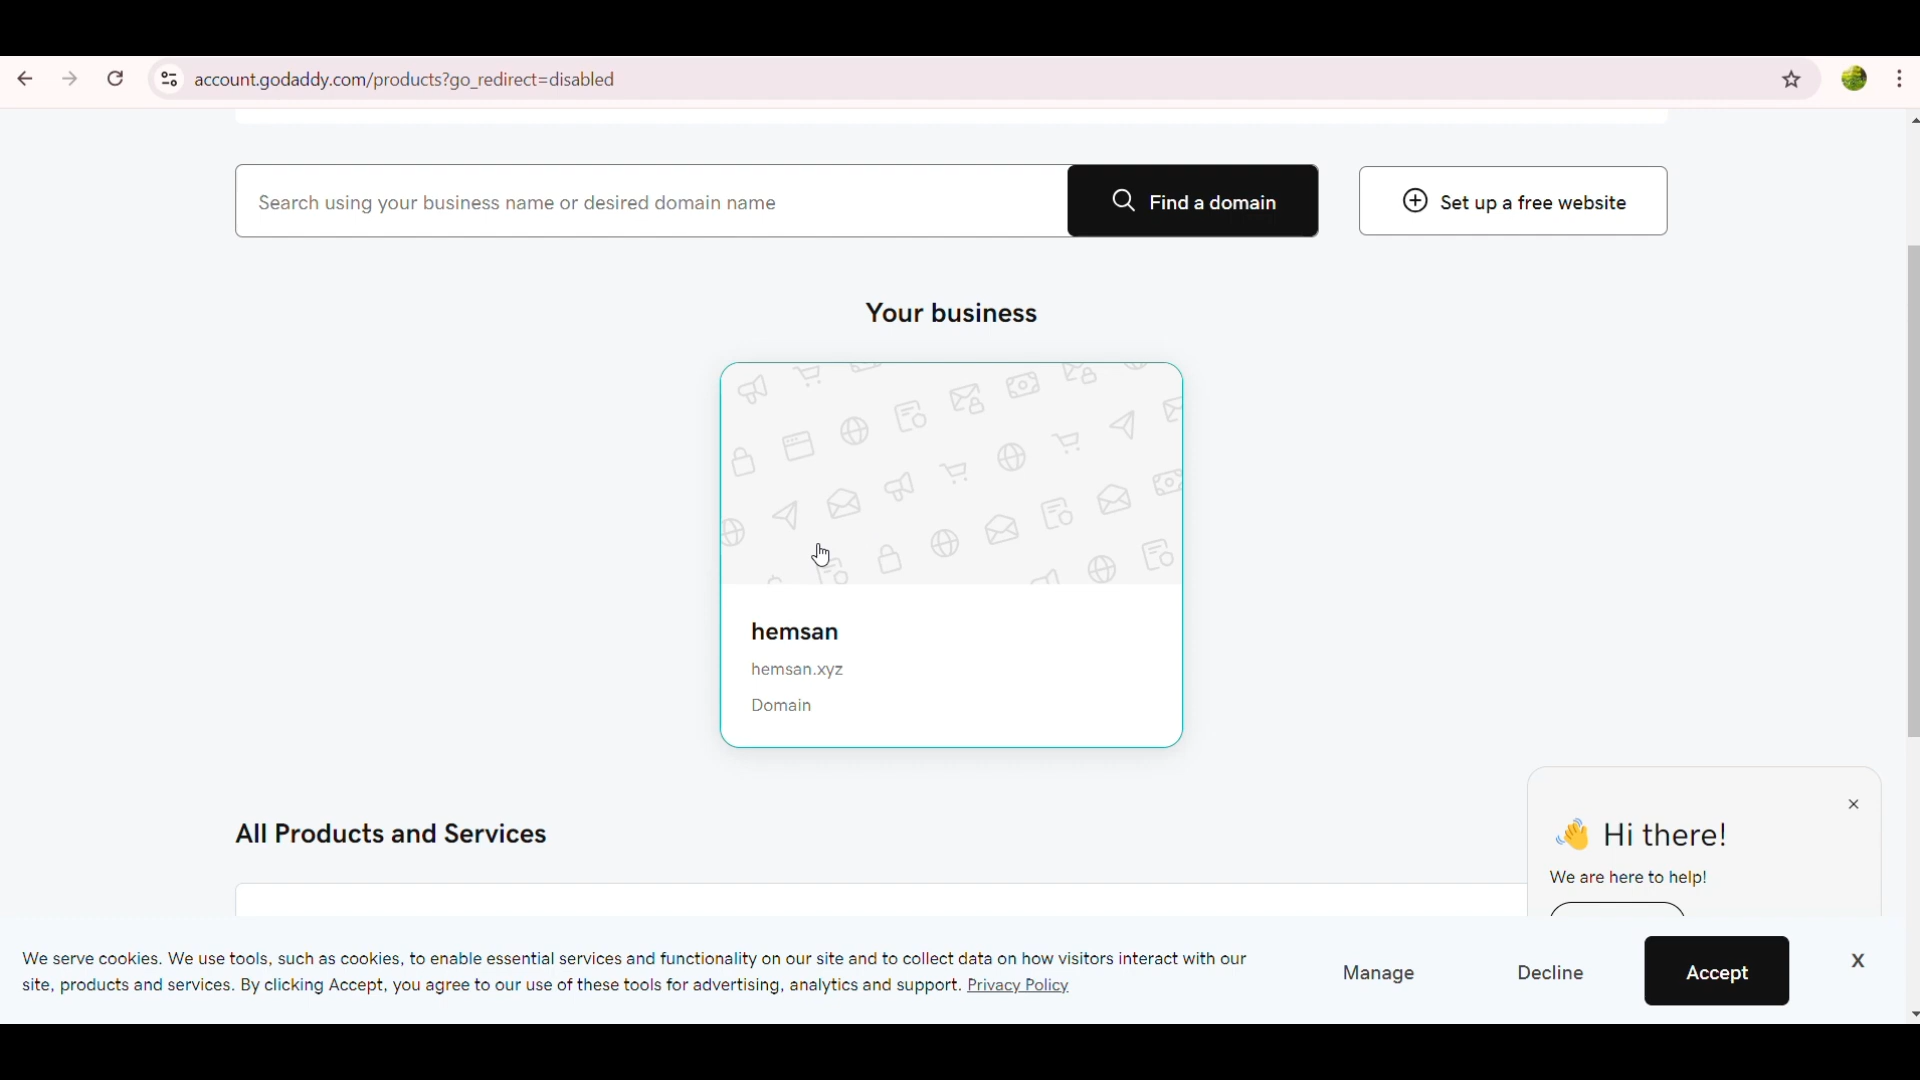 account.godaddy.com/products?go_redirect=disabled
Search using your business name or desired domain name
Find a domain
Set up a free website
Your business
hemsan
hemsan.xyz
Domain
All Products and Services
Hi there!
We are here to help!
We serve cookies. We use tools, such as cookies, to enable essential services and functionality on our site and to collect data on how visitors interact with our
site, products and services. By clicking Accept, you agree to our use of these tools for advertising, analytics and support. Privacy Policy
Manage
Decline
Accept
X